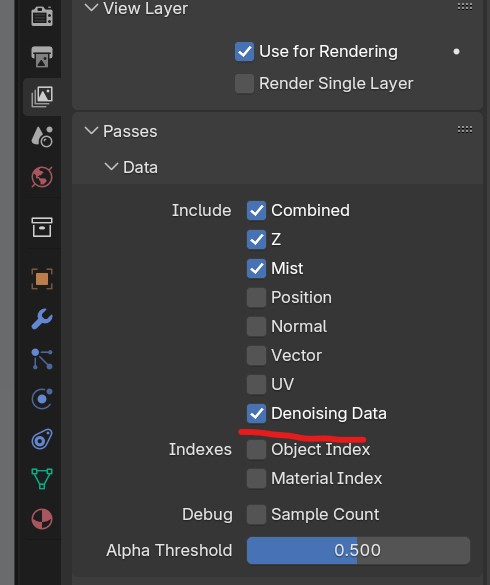 View Layer
Use for Rendering
Render Single Layer
Passes
Data
Include Combined
Z
Mist
Position
Normal
Vector
UV
Denoising Data
Indexes Object Index
Material Index
Debug Sample Count
Alpha Threshold 0.500